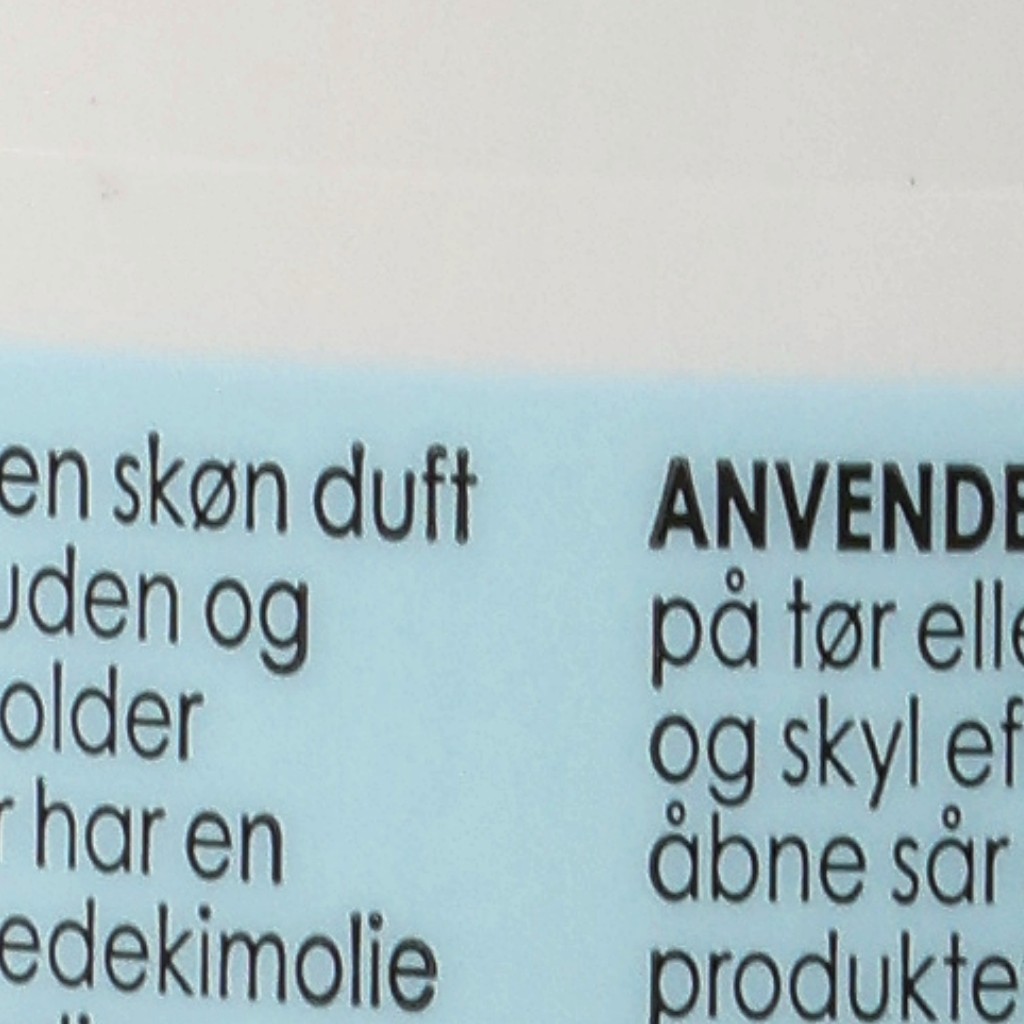 en skøn duft
uden og
older
r har en
edekimolie
ANVENDE
på tør elle
og skyl ef
åbne sår
produkte